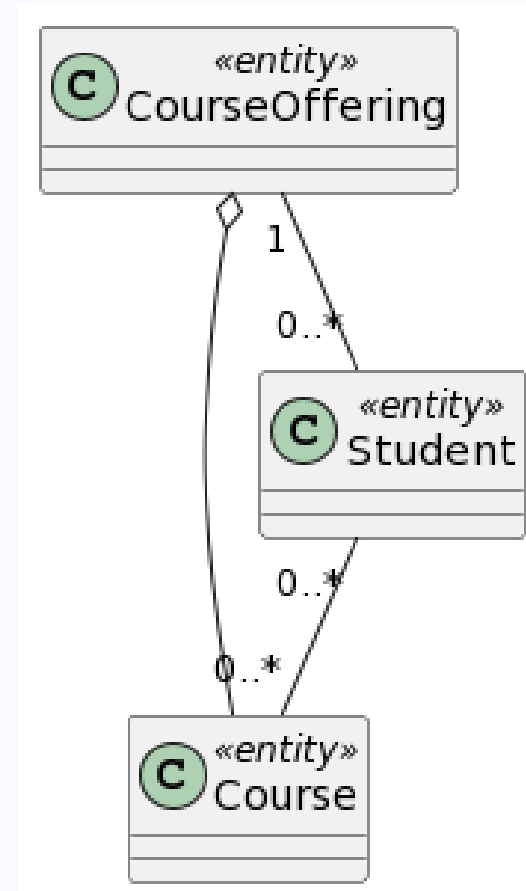 «entity»
C CourseOffering
1
0..*
«entity»
C Student
0..*
0..*
«entity»
C Course